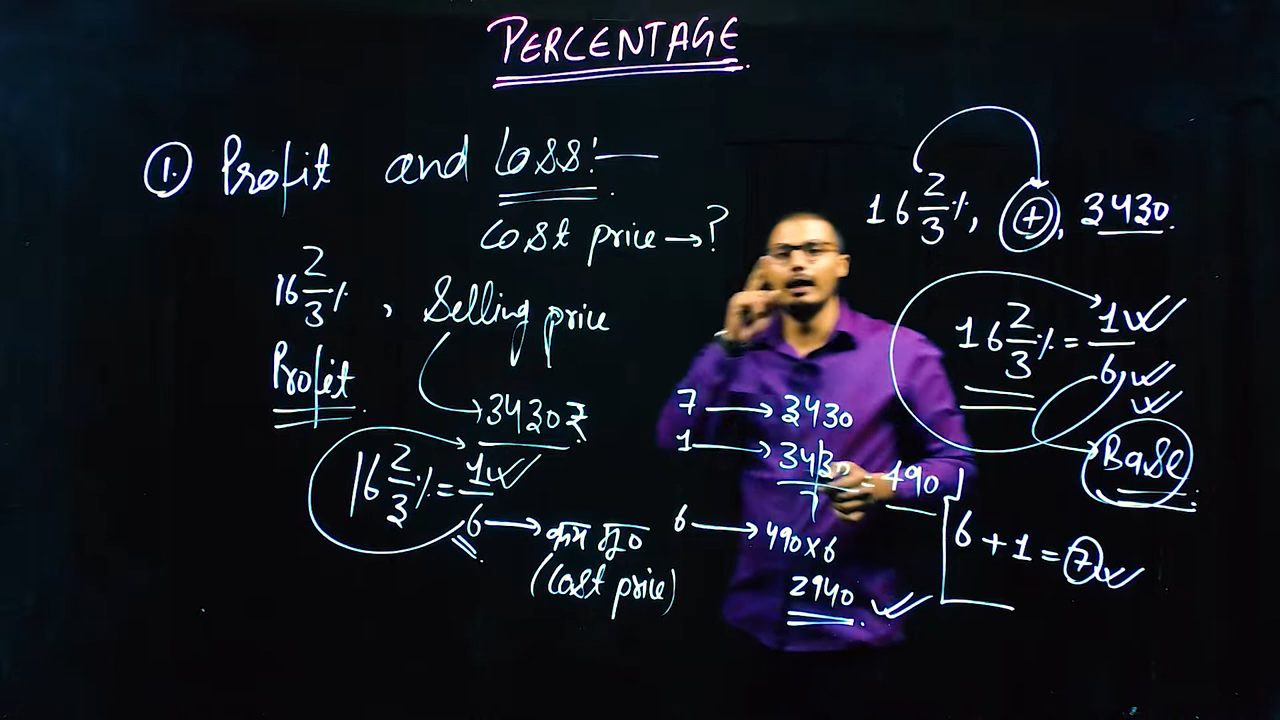 PERCENTAGE
1. Profit and Loss:—
Cost price → ?
16 2/3 %, Selling price
Profit
→ 3430 ₹
16 2/3 % = 1/6
6 → क्रय मू०
(Cost price)
7 → 3430
1 → 3430/7 = 490
6 → 490 × 6
2940
16 2/3 %, +, 3430
16 2/3 % = 1/6
Base
6 + 1 = 7